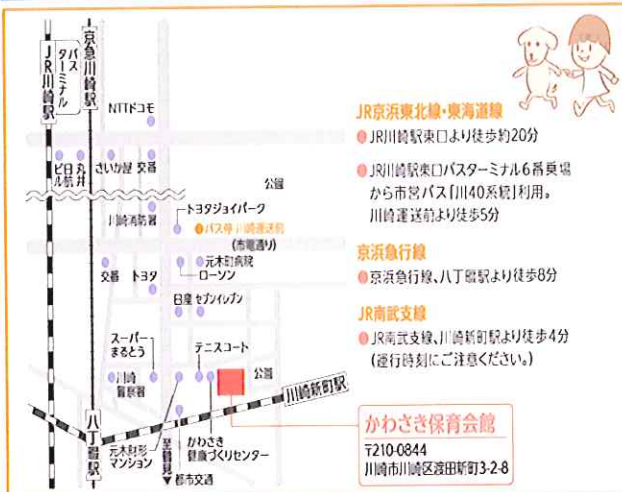 JR川崎駅
バス
ターミナル
京急川崎駅
NTTドコモ
日航
ビル
丸井
さいか屋
交番
公園
川崎消防署
トヨタジョイパーク
バス停 川崎運送前
(市電通り)
元木町病院
ローソン
交番
トヨタ
日産
セブンイレブン
スーパー
まるとう
テニスコート
川崎
警察署
公園
川崎新町駅
八丁畷駅
元木財形
マンション
至鶴見
かわさき
健康づくりセンター
都市交通
JR京浜東北線・東海道線
JR川崎駅東口より徒歩約20分
JR川崎駅東口バスターミナル6番乗場
から市営バス「川40系統」利用。
川崎運送前より徒歩5分
京浜急行線
京浜急行線、八丁畷駅より徒歩8分
JR南武支線
JR南武支線、川崎新町駅より徒歩4分
(運行時刻にご注意ください。)
かわさき保育会館
〒210-0844
川崎市川崎区渡田新町3-2-8